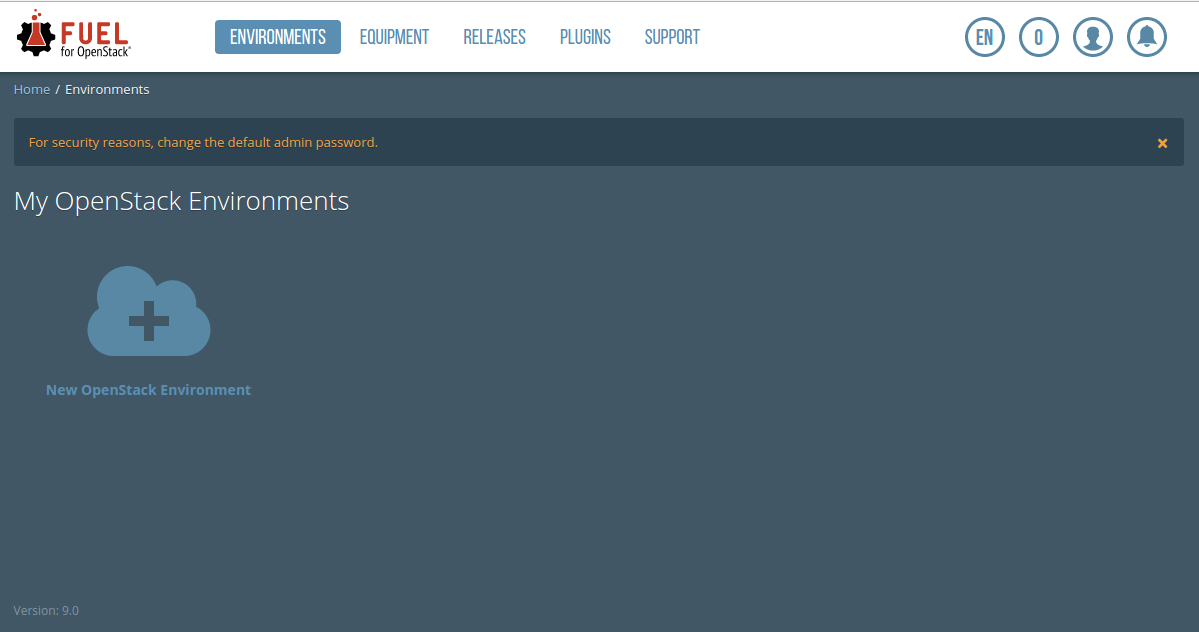 FUEL
for OpenStack®
ENVIRONMENTS EQUIPMENT RELEASES PLUGINS SUPPORT
EN 0
Home / Environments
For security reasons, change the default admin password. ×
My OpenStack Environments
New OpenStack Environment
Version: 9.0